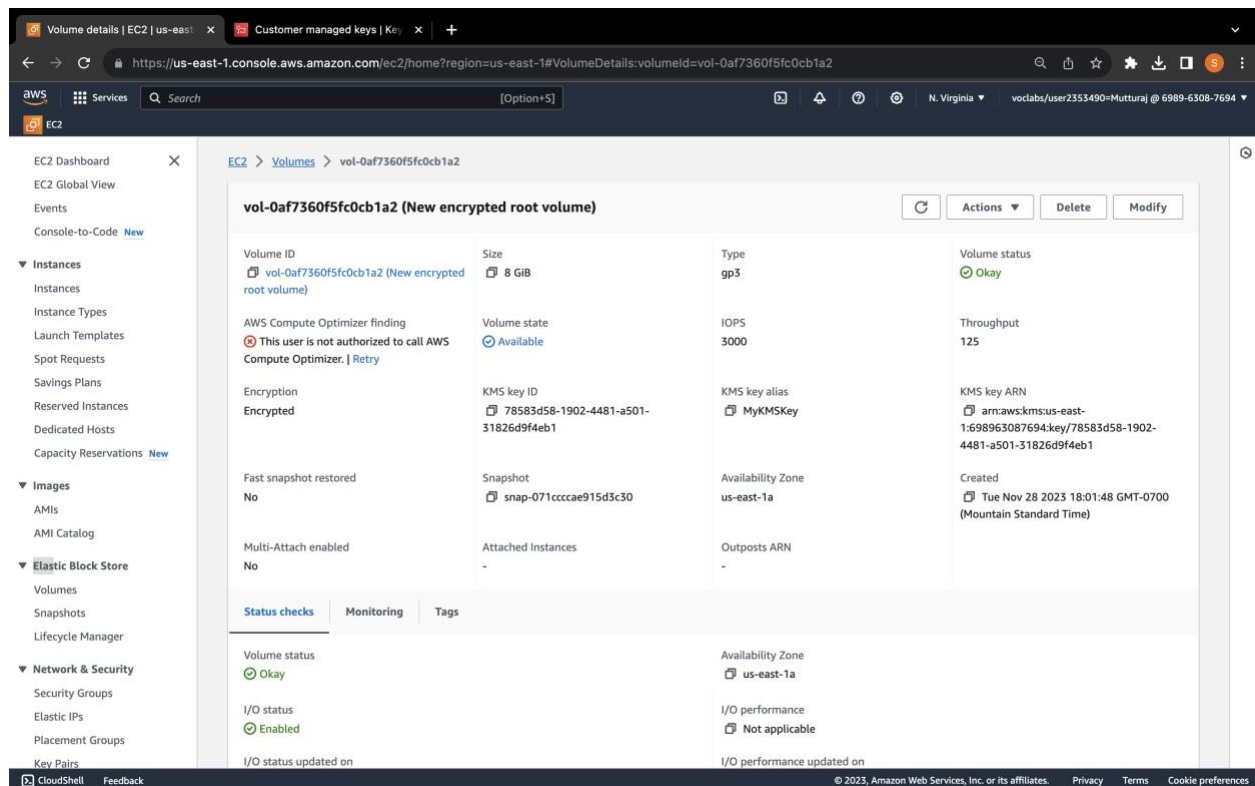 Volume details | EC2 | us-east
Customer managed keys | Key
https://us-east-1.console.aws.amazon.com/ec2/home?region=us-east-1#VolumeDetails:volumeId=vol-0af7360f5fc0cb1a2
S
aws
Services
Search
[Option+S]
N. Virginia
voclabs/user2353490=Mutturaj @ 6989-6308-7694
EC2
EC2 Dashboard
EC2 Global View
Events
Console-to-Code New
Instances
Instances
Instance Types
Launch Templates
Spot Requests
Savings Plans
Reserved Instances
Dedicated Hosts
Capacity Reservations New
Images
AMIs
AMI Catalog
Elastic Block Store
Volumes
Snapshots
Lifecycle Manager
Network & Security
Security Groups
Elastic IPs
Placement Groups
Key Pairs
EC2 > Volumes > vol-0af7360f5fc0cb1a2
vol-0af7360f5fc0cb1a2 (New encrypted root volume)
Actions
Delete
Modify
Volume ID
vol-0af7360f5fc0cb1a2 (New encrypted
root volume)
Size
8 GiB
Type
gp3
Volume status
Okay
AWS Compute Optimizer finding
This user is not authorized to call AWS
Compute Optimizer. | Retry
Volume state
Available
IOPS
3000
Throughput
125
Encryption
Encrypted
KMS key ID
78583d58-1902-4481-a501-
31826d9f4eb1
KMS key alias
MyKMSKey
KMS key ARN
arn:aws:kms:us-east-
1:698963087694:key/78583d58-1902-
4481-a501-31826d9f4eb1
Fast snapshot restored
No
Snapshot
snap-071ccccae915d3c30
Availability Zone
us-east-1a
Created
Tue Nov 28 2023 18:01:48 GMT-0700
(Mountain Standard Time)
Multi-Attach enabled
No
Attached Instances
-
Outposts ARN
-
Status checks
Monitoring
Tags
Volume status
Okay
Availability Zone
us-east-1a
I/O status
Enabled
I/O performance
Not applicable
I/O status updated on
I/O performance updated on
CloudShell
Feedback
© 2023, Amazon Web Services, Inc. or its affiliates.
Privacy
Terms
Cookie preferences